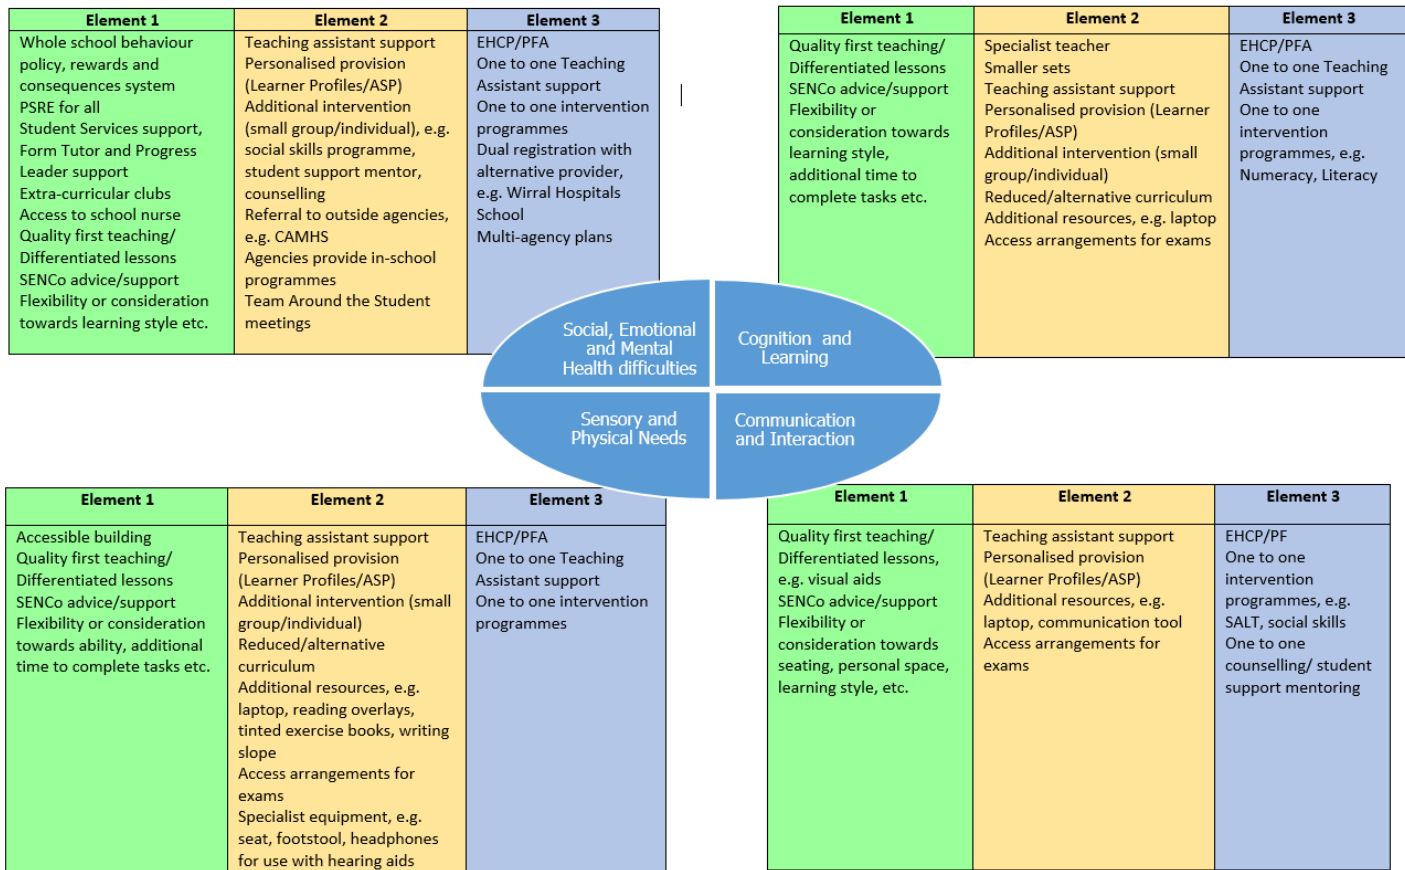 Element 1
Whole school behaviour
policy, rewards and
consequences system
PSRE for all
Student Services support,
Form Tutor and Progress
Leader support
Extra-curricular clubs
Access to school nurse
Quality first teaching/
Differentiated lessons
SENCo advice/support
Flexibility or consideration
towards learning style etc.
Element 2
Teaching assistant support
Personalised provision
(Learner Profiles/ASP)
Additional intervention
(small group/individual), e.g.
social skills programme,
student support mentor,
counselling
Referral to outside agencies,
e.g. CAMHS
Agencies provide in-school
programmes
Team Around the Student
meetings
Element 3
EHCP/PFA
One to one Teaching
Assistant support
One to one intervention
programmes
Dual registration with
alternative provider,
e.g. Wirral Hospitals
School
Multi-agency plans
Element 1
Quality first teaching/
Differentiated lessons
SENCo advice/support
Flexibility or
consideration towards
learning style,
additional time to
complete tasks etc.
Element 2
Specialist teacher
Smaller sets
Teaching assistant support
Personalised provision (Learner
Profiles/ASP)
Additional intervention (small
group/individual)
Reduced/alternative curriculum
Additional resources, e.g. laptop
Access arrangements for exams
Element 3
EHCP/PFA
One to one Teaching
Assistant support
One to one
intervention
programmes, e.g.
Numeracy, Literacy
Social, Emotional
and Mental
Health difficulties
Cognition and
Learning
Sensory and
Physical Needs
Communication
and Interaction
Element 1
Accessible building
Quality first teaching/
Differentiated lessons
SENCo advice/support
Flexibility or consideration
towards ability, additional
time to complete tasks etc.
Element 2
Teaching assistant support
Personalised provision
(Learner Profiles/ASP)
Additional intervention (small
group/individual)
Reduced/alternative
curriculum
Additional resources, e.g.
laptop, reading overlays,
tinted exercise books, writing
slope
Access arrangements for
exams
Specialist equipment, e.g.
seat, footstool, headphones
for use with hearing aids
Element 3
EHCP/PFA
One to one Teaching
Assistant support
One to one intervention
programmes
Element 1
Quality first teaching/
Differentiated lessons,
e.g. visual aids
SENCo advice/support
Flexibility or
consideration towards
seating, personal space,
learning style, etc.
Element 2
Teaching assistant support
Personalised provision
(Learner Profiles/ASP)
Additional resources, e.g.
laptop, communication tool
Access arrangements for
exams
Element 3
EHCP/PF
One to one
intervention
programmes, e.g.
SALT, social skills
One to one
counselling/ student
support mentoring